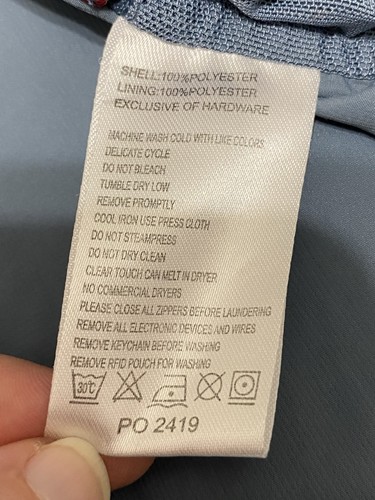 SHELL:100%POLYESTER
LINING:100%POLYESTER
EXCLUSIVE OF HARDWARE
MACHINE WASH COLD WITH LIKE COLORS
DELICATE CYCLE
DO NOT BLEACH
TUMBLE DRY LOW
REMOVE PROMPTLY
COOL IRON USE PRESS CLOTH
DO NOT STEAMPRESS
DO NOT DRY CLEAN
CLEAR TOUCH CAN MELT IN DRYER
NO COMMERCIAL DRYERS
PLEASE CLOSE ALL ZIPPERS BEFORE LAUNDERING
REMOVE ALL ELECTRONIC DEVICES AND WIRES
REMOVE KEYCHAIN BEFORE WASHING
REMOVE RFID POUCH FOR WASHING
30°C
PO 2419